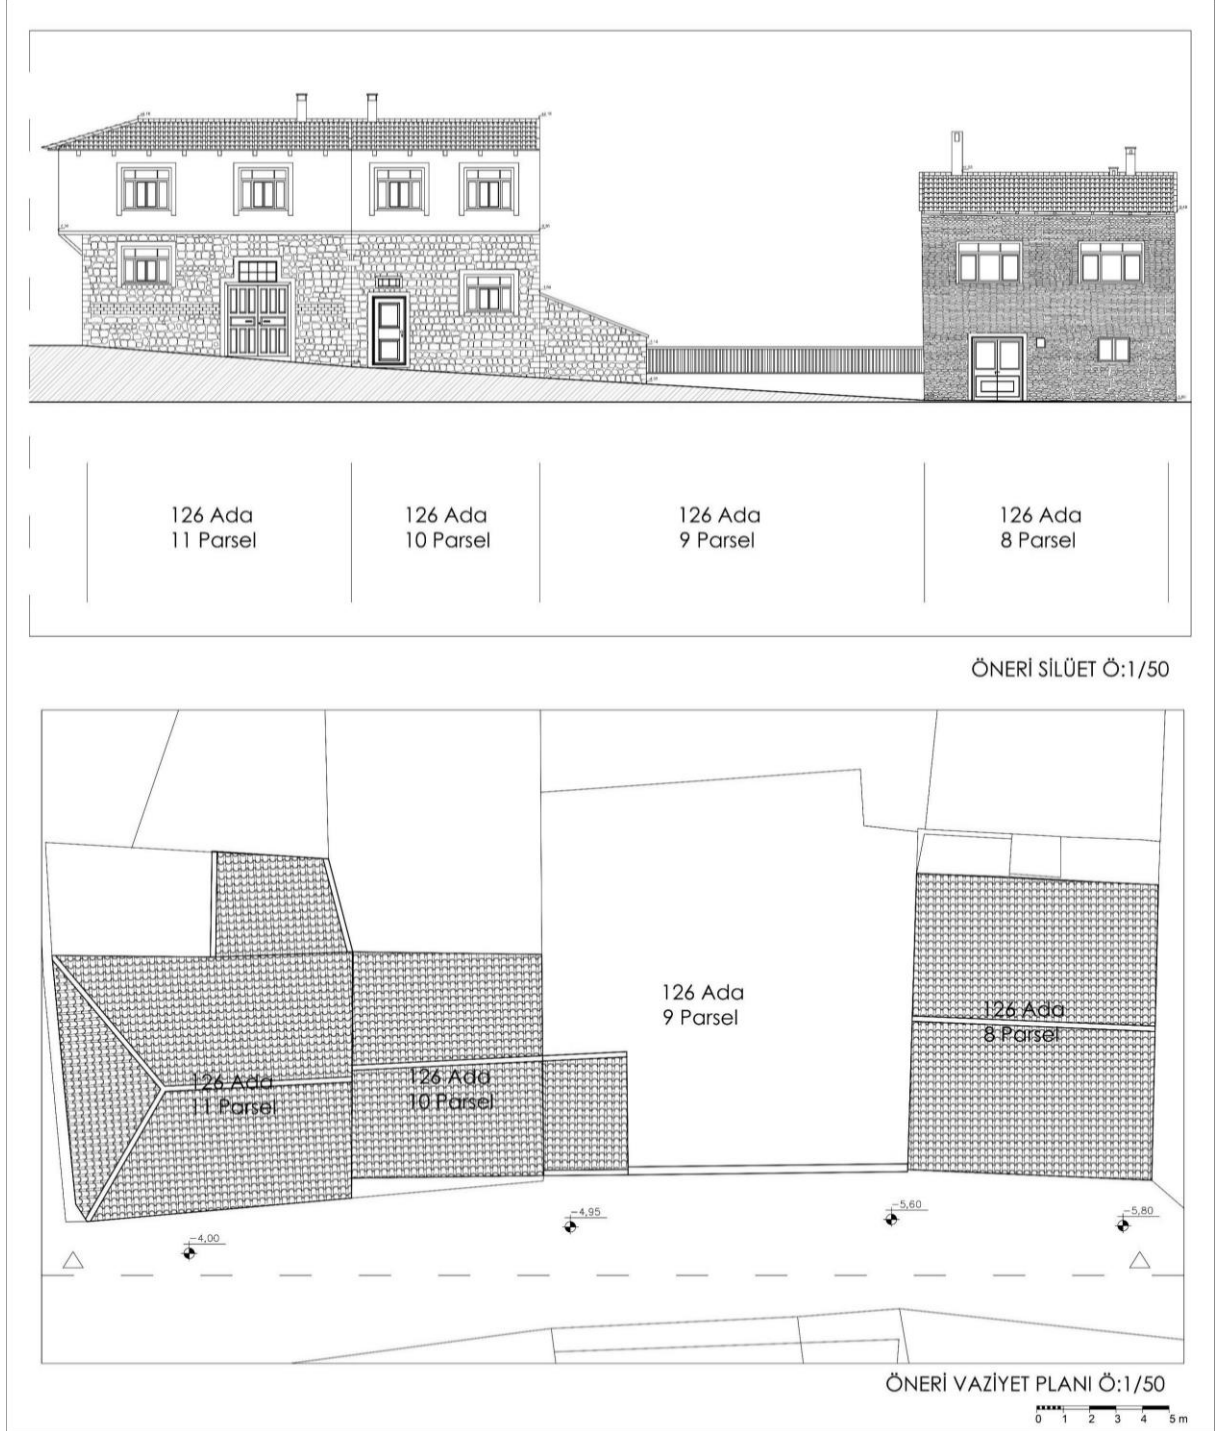 126 Ada
11 Parsel
126 Ada
10 Parsel
126 Ada
9 Parsel
126 Ada
8 Parsel
ÖNERİ SİLÜET Ö:1/50
126 Ada
9 Parsel
126 Ada
8 Parsel
126 Ada
11 Parsel
126 Ada
10 Parsel
-4,00
-4,95
-5,60
-5,80
ÖNERİ VAZİYET PLANI Ö:1/50
0 1 2 3 4 5 m